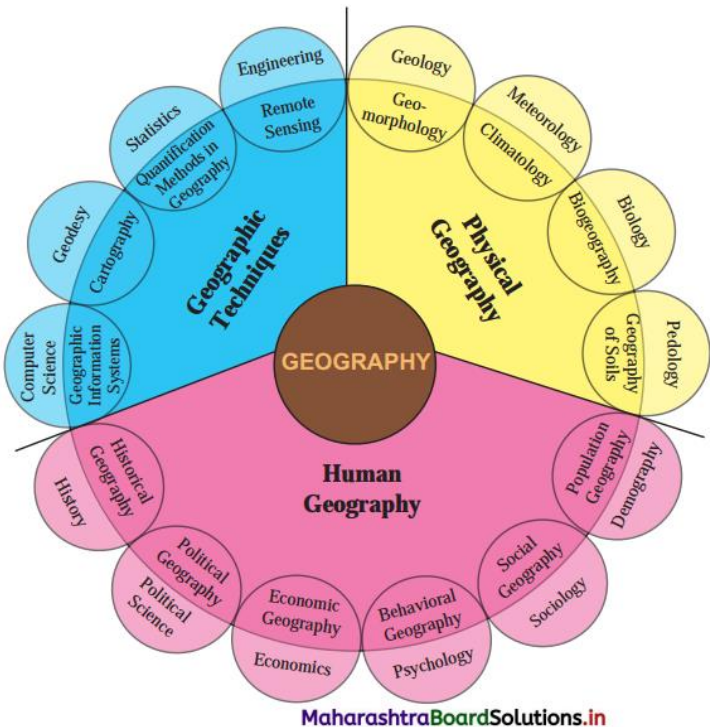 Engineering
Remote
Sensing
Statistics
Quantification
Methods in
Geography
Geodesy
Cartography
Computer
Science
Geographic
Information
Systems
Geographic
Techniques
Geology
Geo-
morphology
Meteorology
Climatology
Biology
Biogeography
Pedology
Geography
of Soils
Physical
Geography
GEOGRAPHY
Human
Geography
Historical
Geography
History
Political
Geography
Political
Science
Economic
Geography
Economics
Behavioral
Geography
Psychology
Social
Geography
Sociology
Population
Geography
Demography
MaharashtraBoardSolutions.in